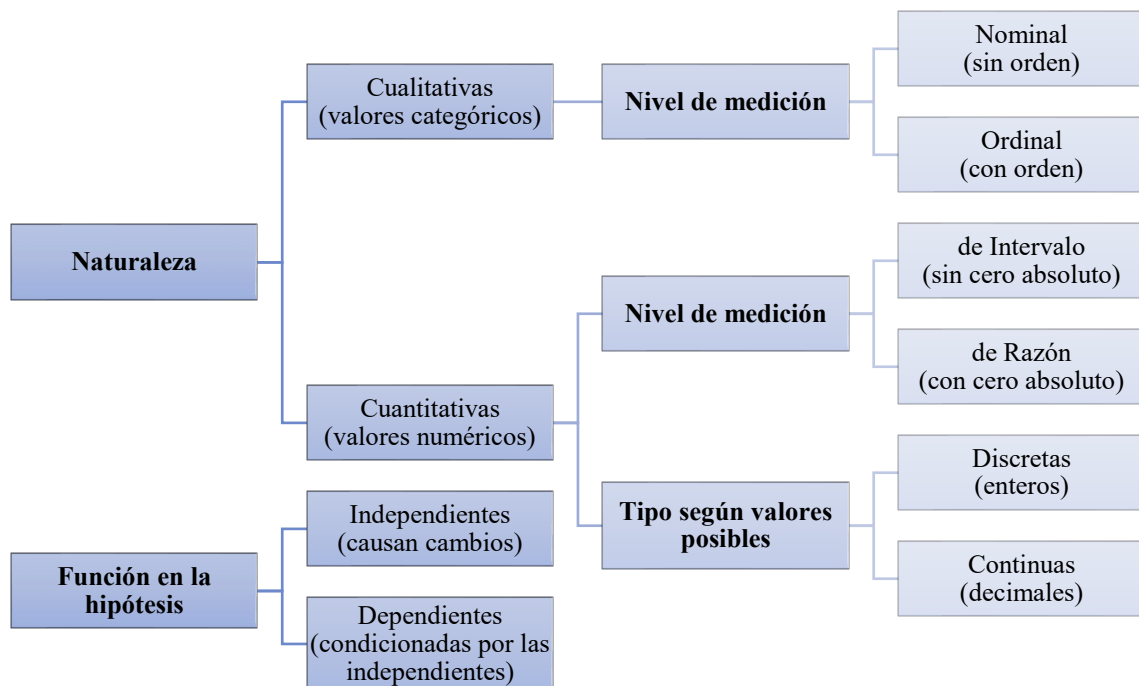 Naturaleza
Cualitativas
(valores categóricos)
Nivel de medición
Nominal
(sin orden)
Ordinal
(con orden)
Cuantitativas
(valores numéricos)
Nivel de medición
de Intervalo
(sin cero absoluto)
de Razón
(con cero absoluto)
Tipo según valores
posibles
Discretas
(enteros)
Continuas
(decimales)
Función en la
hipótesis
Independientes
(causan cambios)
Dependientes
(condicionadas por las
independientes)